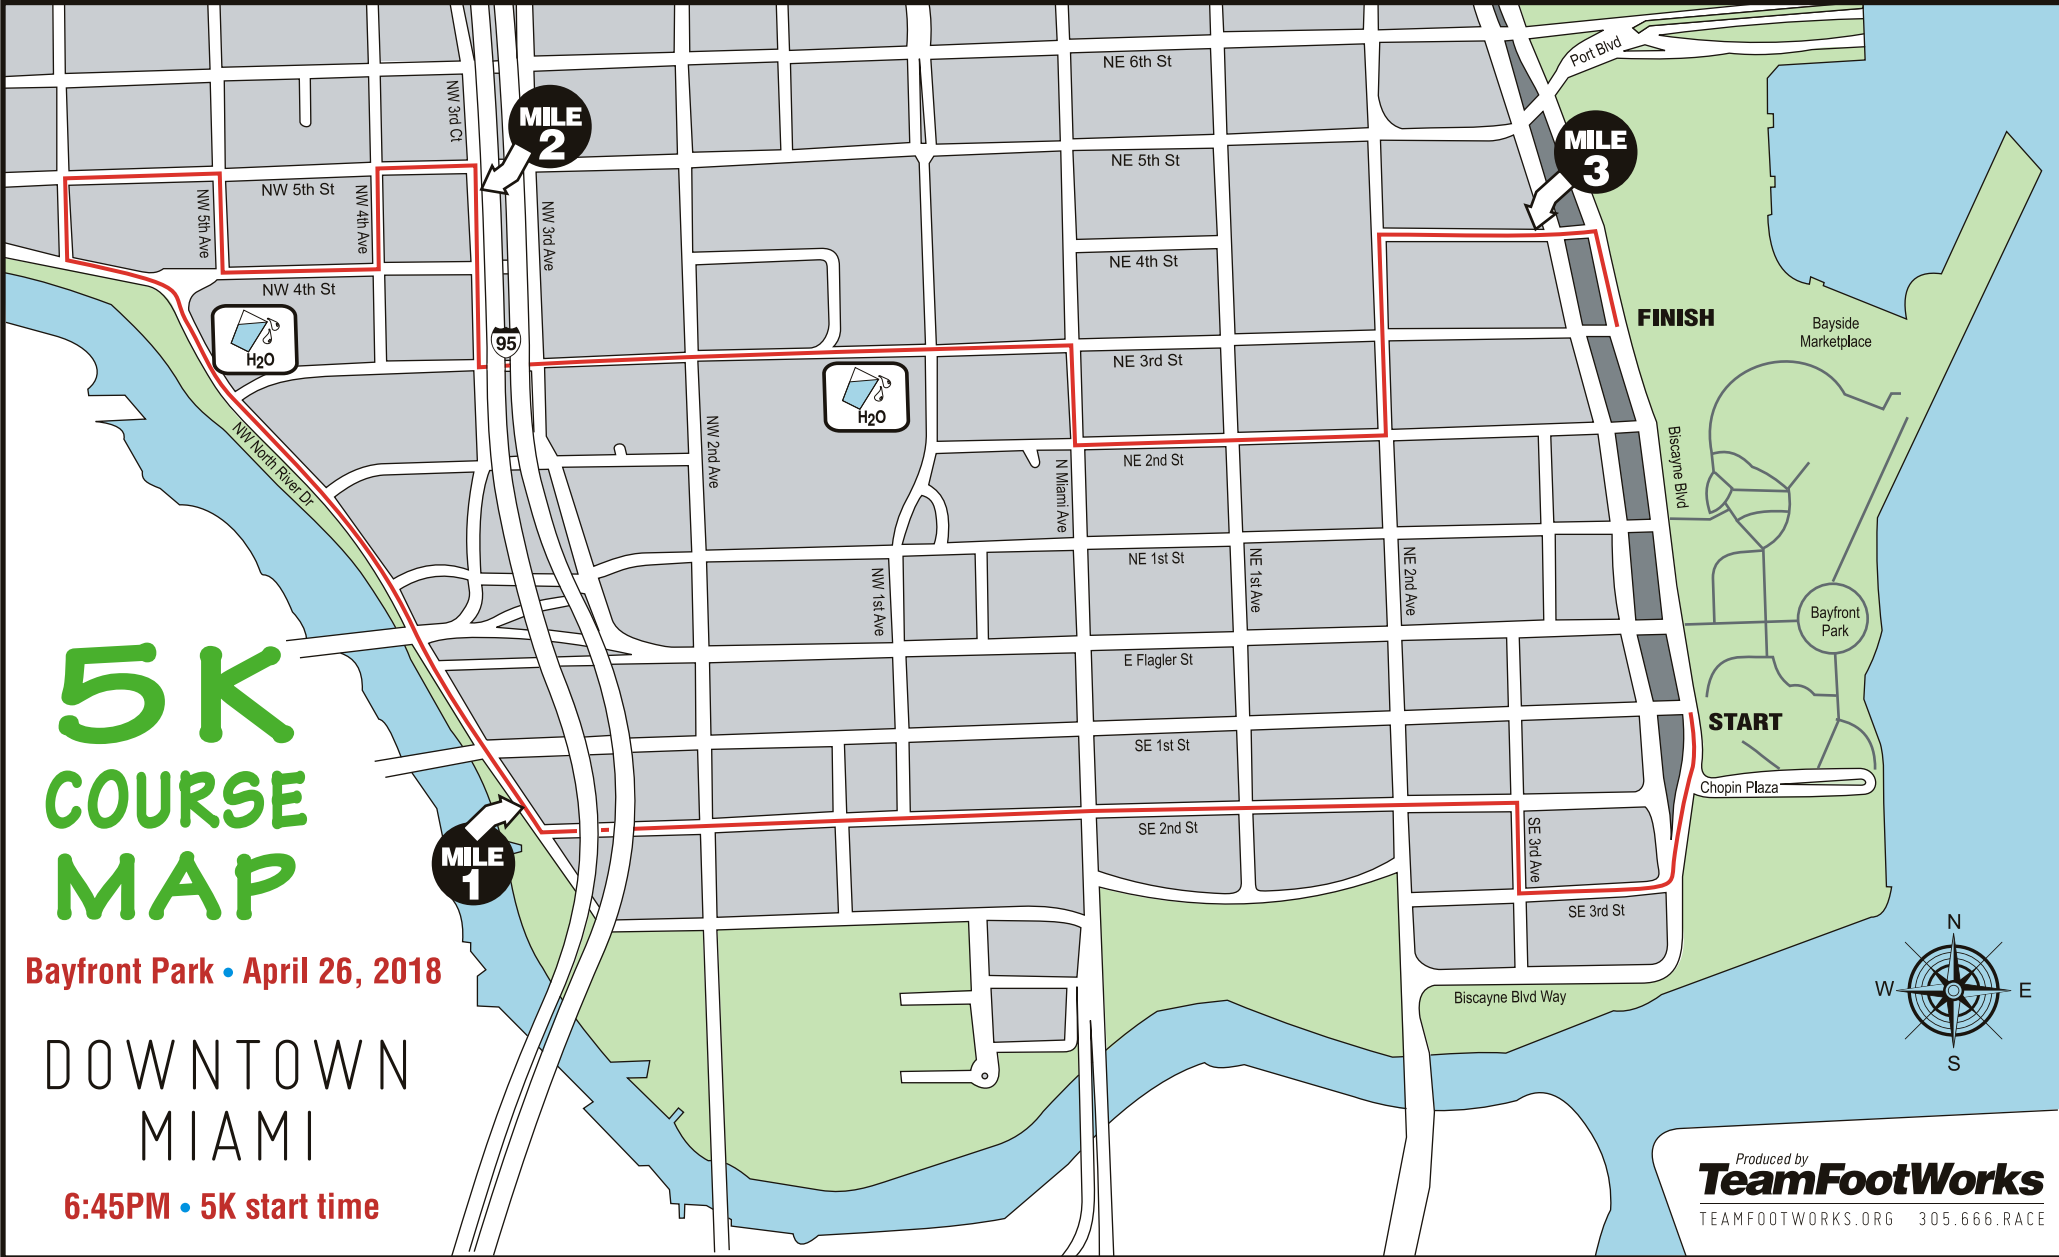 NE 6th St
Port Blvd
NW 3rd Ct
MILE
2
MILE
3
NE 5th St
NW 5th St
NW 5th Ave
NW 4th Ave
NW 3rd Ave
NE 4th St
NW 4th St
H2O
95
FINISH
Bayside
Marketplace
NE 3rd St
H2O
NW North River Dr
NW 2nd Ave
N Miami Ave
NE 2nd St
Biscayne Blvd
NE 1st St
NW 1st Ave
NE 1st Ave
NE 2nd Ave
Bayfront
Park
E Flagler St
START
SE 1st St
Chopin Plaza
SE 2nd St
SE 3rd Ave
MILE
1
SE 3rd St
Biscayne Blvd Way
5K
COURSE
MAP
Bayfront Park • April 26, 2018
DOWNTOWN
MIAMI
6:45PM • 5K start time
N
W
E
S
Produced by
TeamFootWorks
TEAMFOOTWORKS.ORG 305.666.RACE